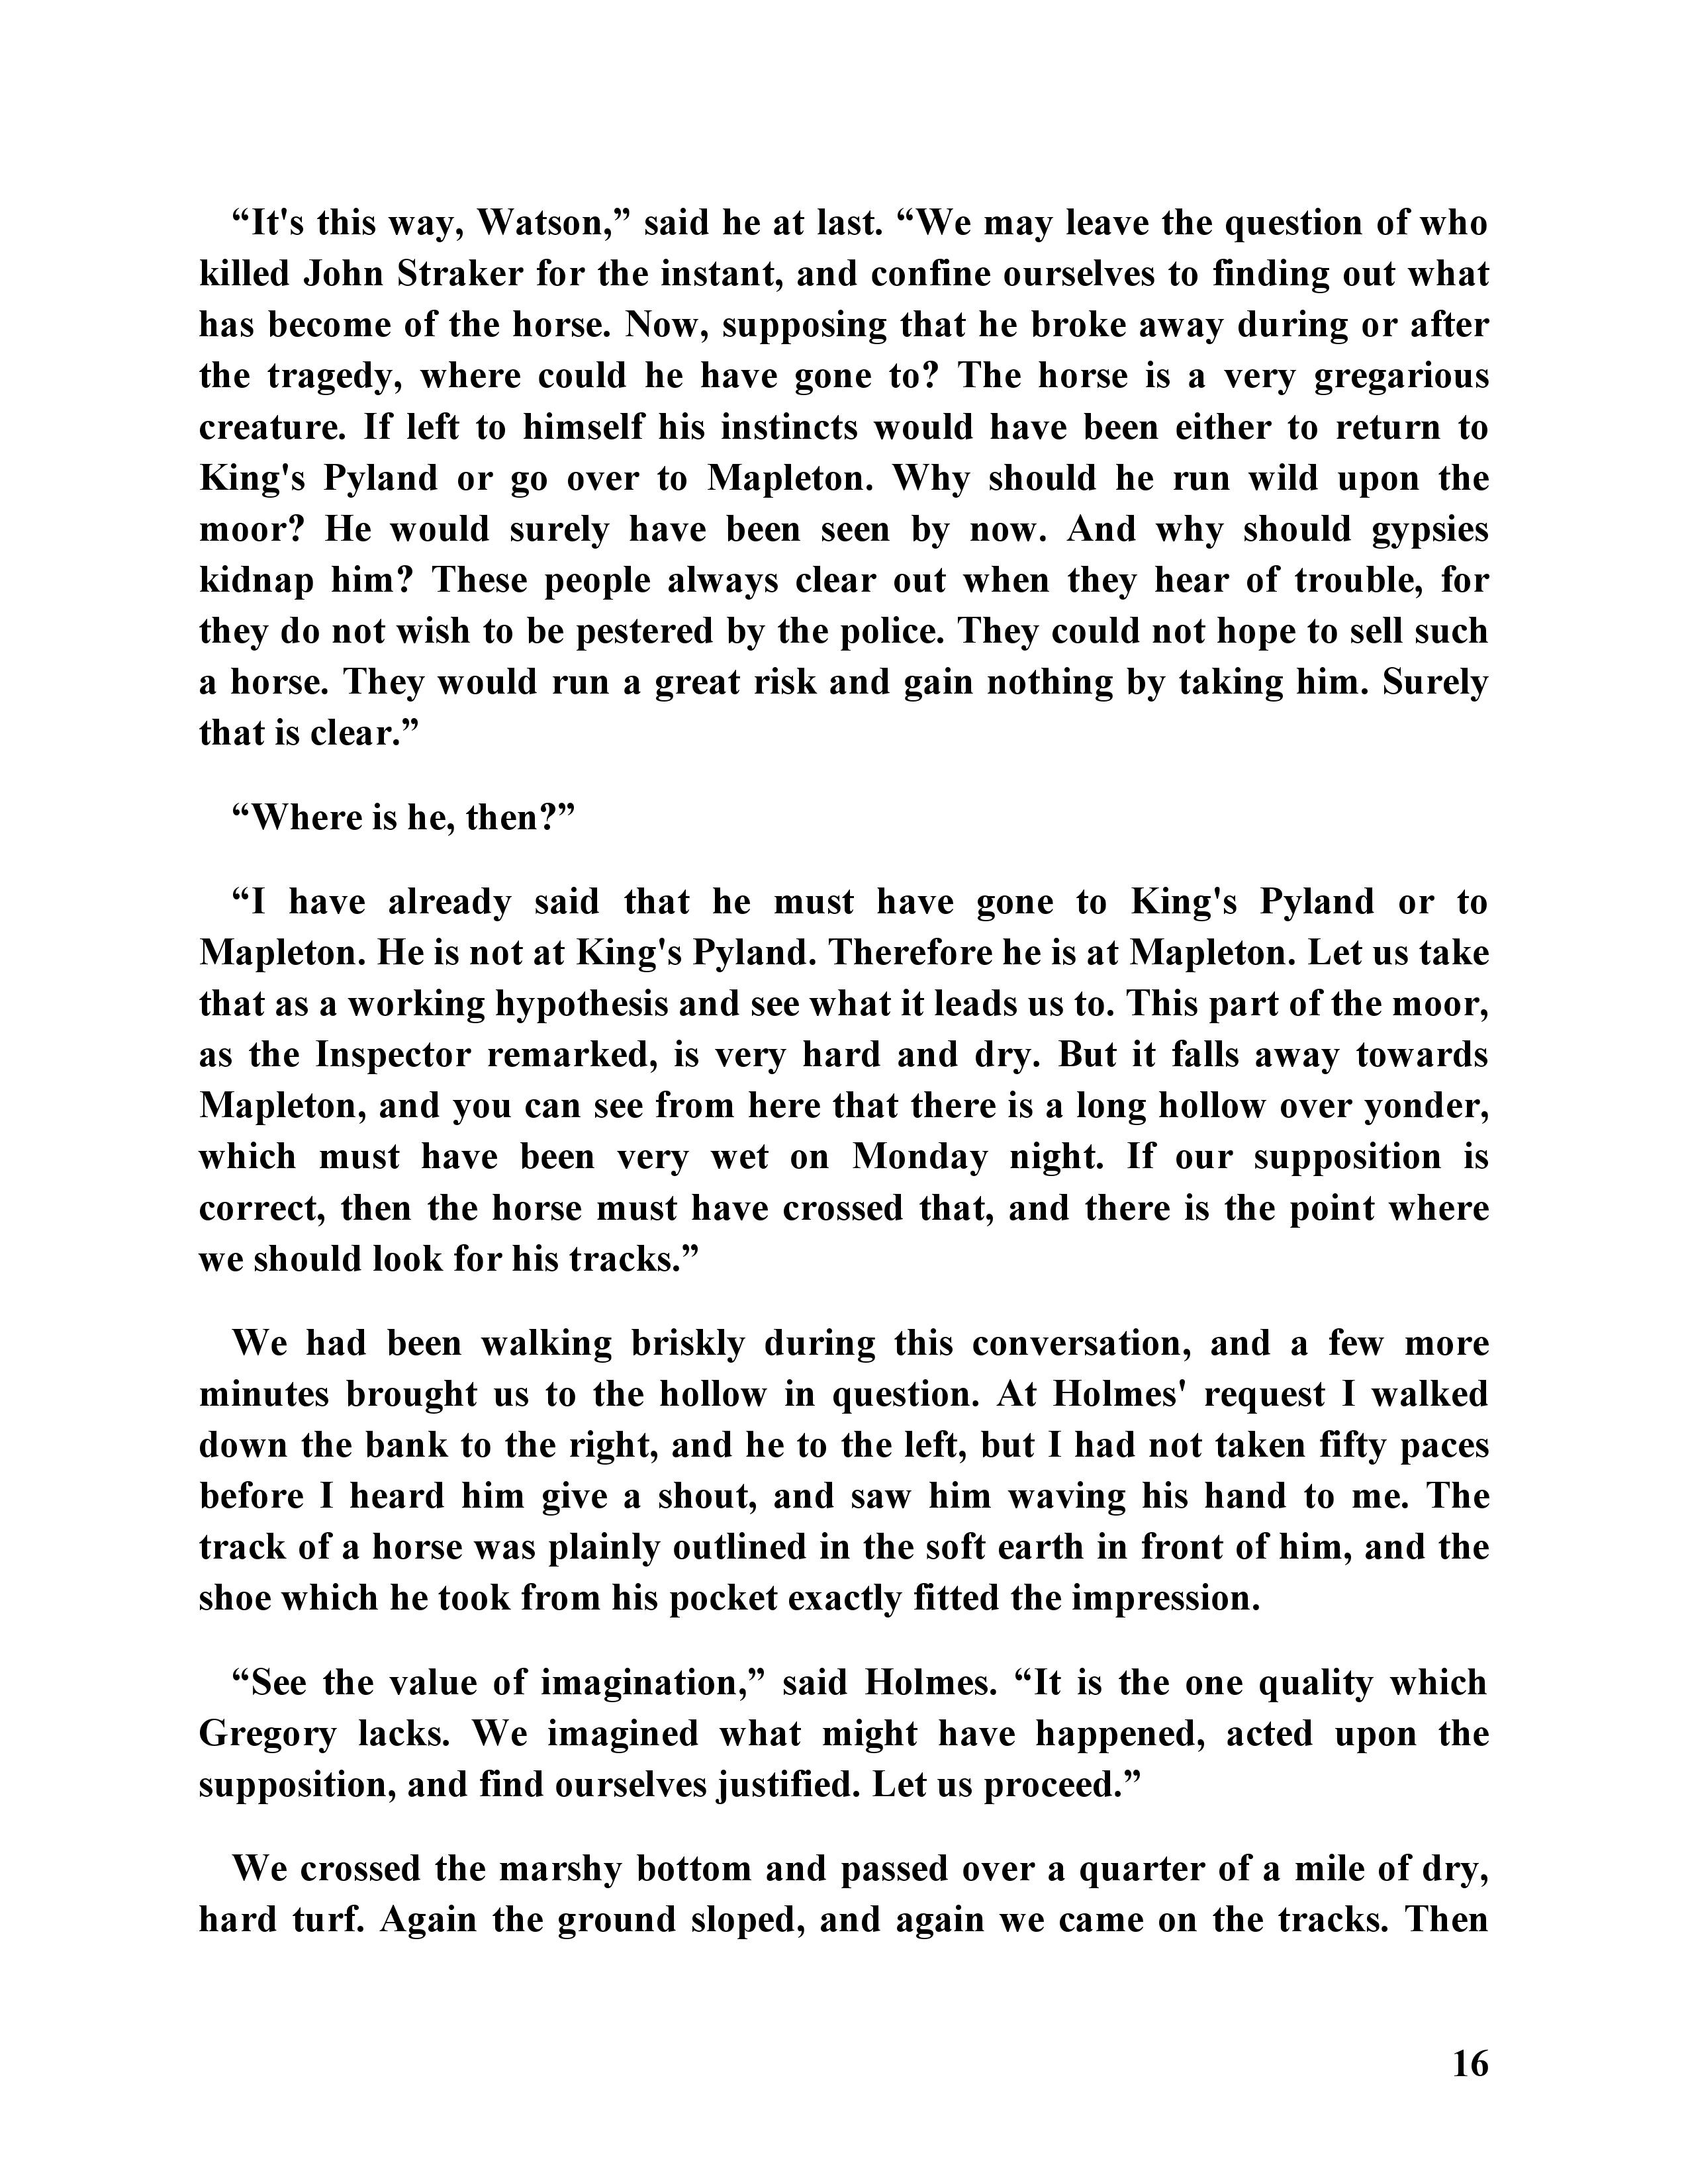 “It's this way, Watson,” said he at last. “We may leave the question of who
killed John Straker for the instant, and confine ourselves to finding out what
has become of the horse. Now, supposing that he broke away during or after
the tragedy, where could he have gone to? The horse is a very gregarious
creature. If left to himself his instincts would have been either to return to
King's Pyland or go over to Mapleton. Why should he run wild upon the
moor? He would surely have been seen by now. And why should gypsies
kidnap him? These people always clear out when they hear of trouble, for
they do not wish to be pestered by the police. They could not hope to sell such
a horse. They would run a great risk and gain nothing by taking him. Surely
that is clear.”
“Where is he, then?”
“I have already said that he must have gone to King's Pyland or to
Mapleton. He is not at King's Pyland. Therefore he is at Mapleton. Let us take
that as a working hypothesis and see what it leads us to. This part of the moor,
as the Inspector remarked, is very hard and dry. But it falls away towards
Mapleton, and you can see from here that there is a long hollow over yonder,
which must have been very wet on Monday night. If our supposition is
correct, then the horse must have crossed that, and there is the point where
we should look for his tracks.”
We had been walking briskly during this conversation, and a few more
minutes brought us to the hollow in question. At Holmes' request I walked
down the bank to the right, and he to the left, but I had not taken fifty paces
before I heard him give a shout, and saw him waving his hand to me. The
track of a horse was plainly outlined in the soft earth in front of him, and the
shoe which he took from his pocket exactly fitted the impression.
“See the value of imagination,” said Holmes. “It is the one quality which
Gregory lacks. We imagined what might have happened, acted upon the
supposition, and find ourselves justified. Let us proceed.”
We crossed the marshy bottom and passed over a quarter of a mile of dry,
hard turf. Again the ground sloped, and again we came on the tracks. Then
16